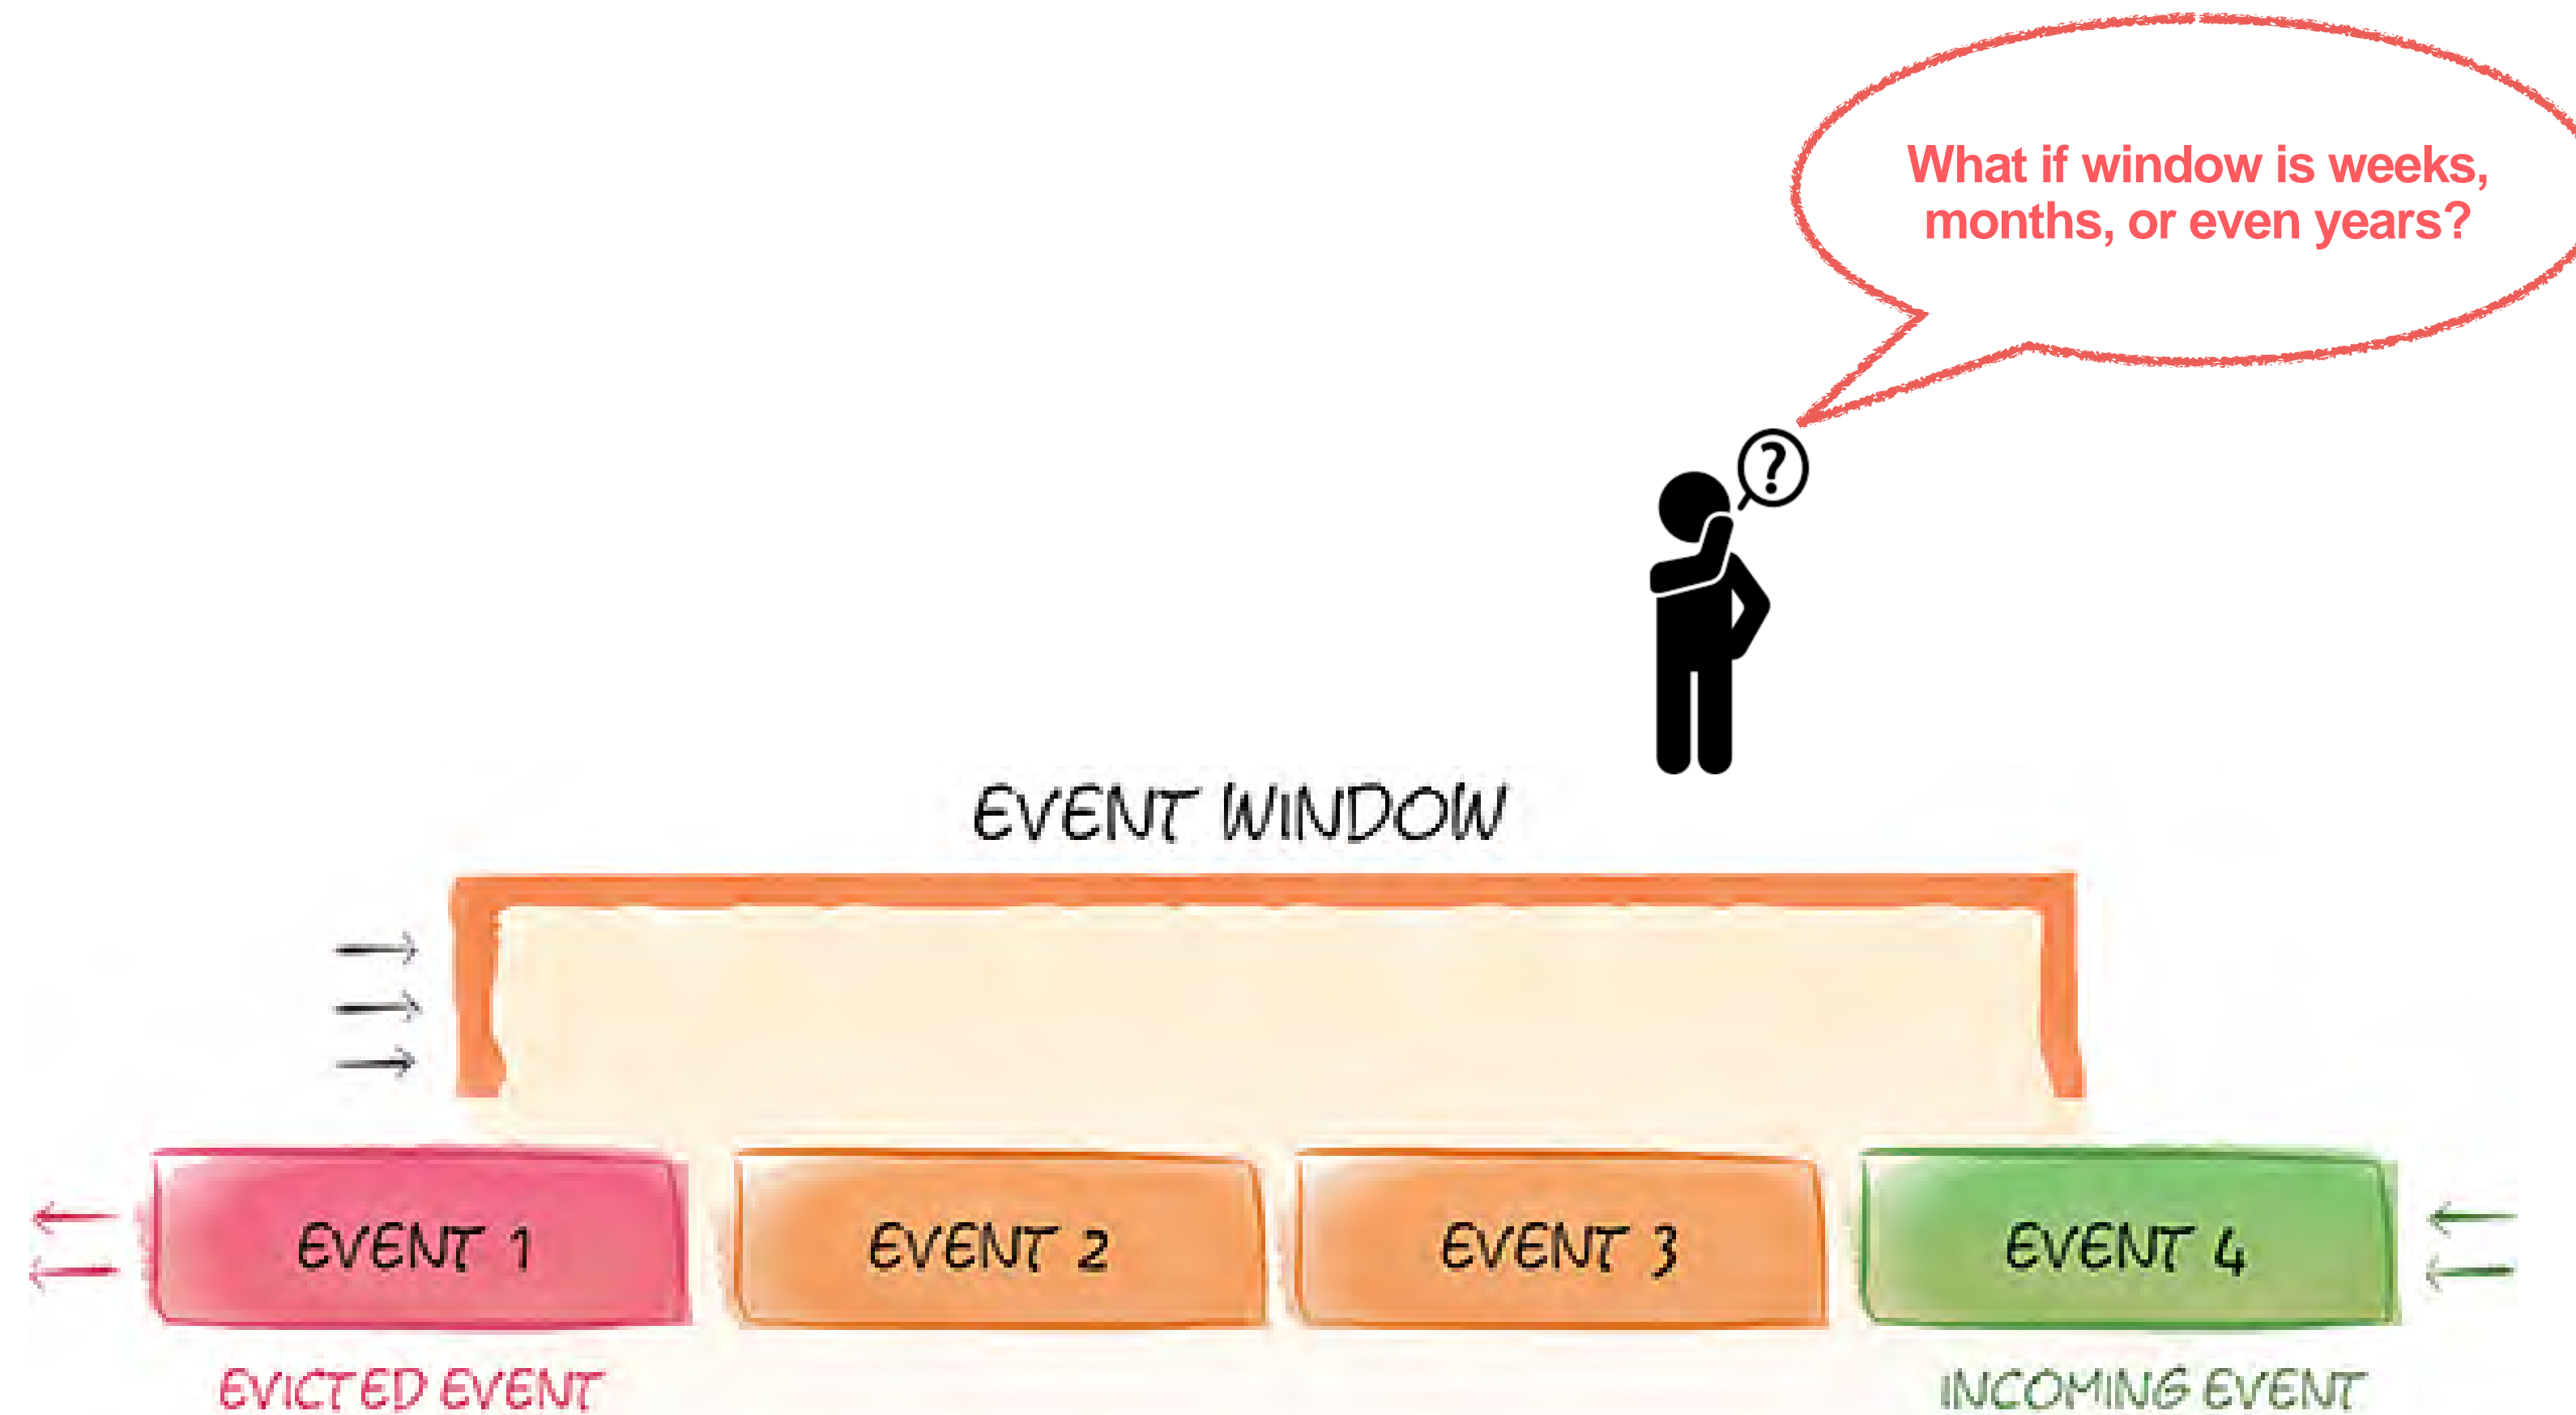 What if window is weeks,
months, or even years?
?
EVENT WINDOW
EVENT 1
EVENT 2
EVENT 3
EVENT 4
EVICTED EVENT
INCOMING EVENT